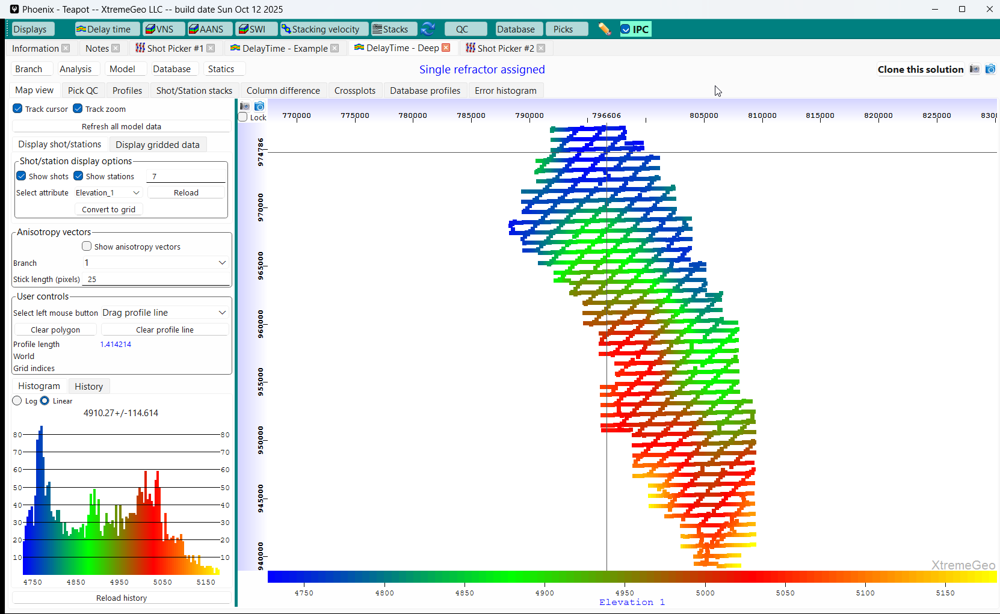 Phoenix - Teapot -- XtremeGeo LLC -- build date Sun Oct 12 2025
Displays Delay time VNS AANS SWI Stacking velocity Stacks QC Database Picks IPC
Information Notes Shot Picker #1 DelayTime - Example DelayTime - Deep Shot Picker #2
Branch Analysis Model Database Statics Single refractor assigned Clone this solution
Map view Pick QC Profiles Shot/Station stacks Column difference Crossplots Database profiles Error histogram
Track cursor Track zoom
Refresh all model data
Display shot/stations Display gridded data
Shot/station display options
Show shots Show stations 7
Select attribute Elevation_1 Reload
Convert to grid
Anisotropy vectors
Show anisotropy vectors
Branch 1
Stick length (pixels) 25
User controls
Select left mouse button Drag profile line
Clear polygon Clear profile line
Profile length 1.414214
World
Grid indices
Histogram History
Log Linear
4910.27+/-114.614
80 80
70 70
60 60
50 50
40 40
30 30
20 20
10 10
4750 4850 4950 5050 5150
Reload history
Lock
770000 775000 780000 785000 790000 796606 805000 810000 815000 820000 825000 8300
974786
970000
965000
960000
955000
950000
945000
940000
XtremeGeo
4750 4800 4850 4900 4950 5000 5050 5100 5150
Elevation 1